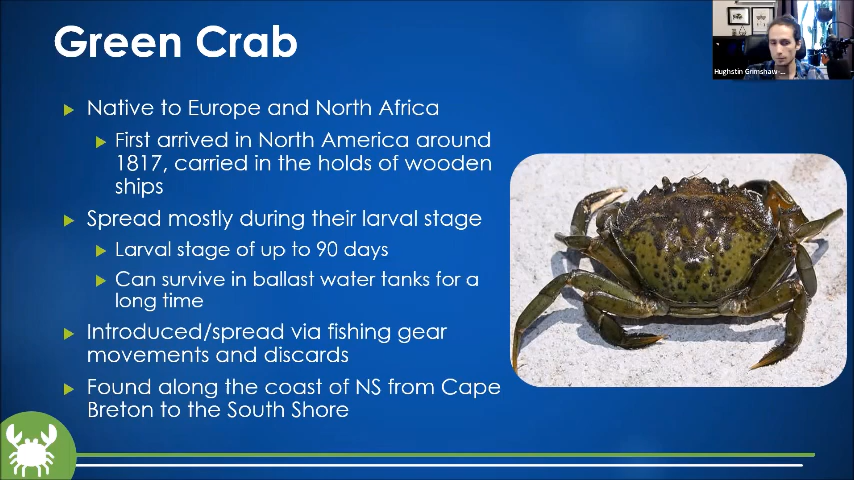 Green Crab
Hughstin Grimshaw-...
Native to Europe and North Africa
First arrived in North America around
1817, carried in the holds of wooden
ships
Spread mostly during their larval stage
Larval stage of up to 90 days
Can survive in ballast water tanks for a
long time
Introduced/spread via fishing gear
movements and discards
Found along the coast of NS from Cape
Breton to the South Shore